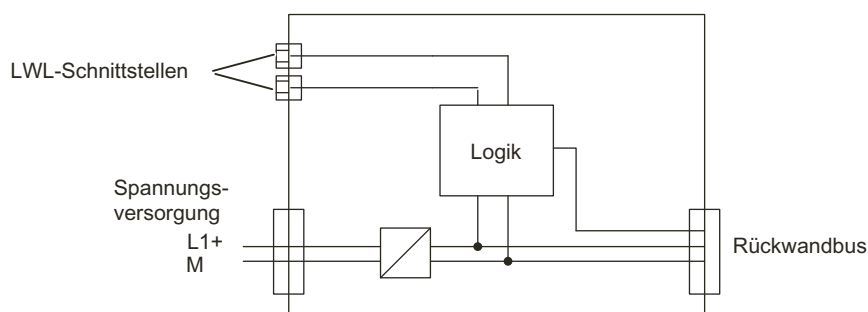 LWL-Schnittstellen
Logik
Spannungs-
versorgung
L1+
M
Rückwandbus